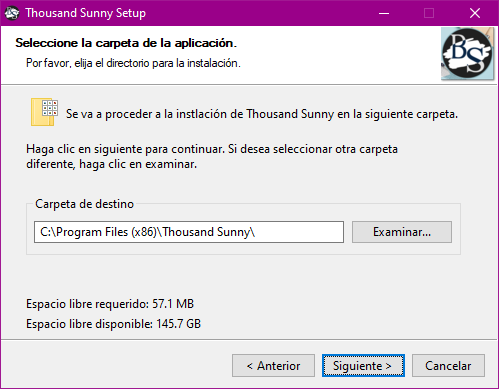 Thousand Sunny Setup
Seleccione la carpeta de la aplicación.
Por favor, elija el directorio para la instalación.
BS
Se va a proceder a la instlación de Thousand Sunny en la siguiente carpeta.
Haga clic en siguiente para continuar. Si desea seleccionar otra carpeta
diferente, haga clic en examinar.
Carpeta de destino
C:\Program Files (x86)\Thousand Sunny\
Examinar...
Espacio libre requerido: 57.1 MB
Espacio libre disponible: 145.7 GB
< Anterior
Siguiente >
Cancelar